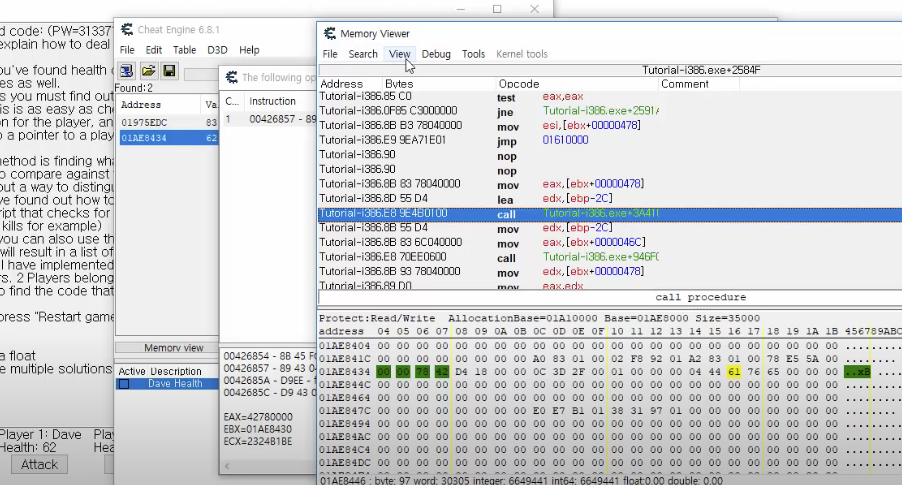 d code: (PW=31337
explain how to deal
ou've found health
es as well.
s you must find out
is is as easy as che
on for the player, an
o a pointer to a play
nethod is finding wha
o compare against
out a way to distingu
ve found out how to
ript that checks for
kills for example)
you can also use th
will result in a list of
I have implemented
rs. 2 Players belong
o find the code that
press "Restart game
a float
e multiple solutions
Player 1: Dave
Play
Health: 62
Healt
Attack
Cheat Engine 6.8.1
File Edit Table D3D Help
Found:2
Address Va
01975EDC 83
01AE8434 62
Memory view
Active Description
Dave Health
The following op
C... Instruction
1 00426857 - 89
00426854 - 8B 45 FC
00426857 - 89 43 04
0042685A - D9EE - f
0042685C - D9 43 0
EAX=42780000
EBX=01AE8430
ECX=2324B1BE
Memory Viewer
File Search View Debug Tools Kernel tools
Tutorial-i386.exe+2584F
Address Bytes Opcode Comment
Tutorial-i386.85 C0 test eax,eax
Tutorial-i386.0F85 C3000000 jne Tutorial-i386.exe+2591A
Tutorial-i386.8B B3 78040000 mov esi,[ebx+00000478]
Tutorial-i386.E9 9EA71E01 jmp 01610000
Tutorial-i386.90 nop
Tutorial-i386.90 nop
Tutorial-i386.8B 83 78040000 mov eax,[ebx+00000478]
Tutorial-i386.8D 55 D4 lea edx,[ebp-2C]
Tutorial-i386.E8 9E4B0100 call Tutorial-i386.exe+3A410
Tutorial-i386.8B 55 D4 mov edx,[ebp-2C]
Tutorial-i386.8B 83 6C040000 mov eax,[ebx+0000046C]
Tutorial-i386.E8 70EE0600 call Tutorial-i386.exe+946F0
Tutorial-i386.8B 93 78040000 mov edx,[ebx+00000478]
Tutorial-i386.89 D0 mov eax,edx
call procedure
Protect:Read/Write AllocationBase=01A10000 Base=01AE8000 Size=35000
address 04 05 06 07 08 09 0A 0B 0C 0D 0E 0F 10 11 12 13 14 15 16 17 18 19 1A 1B 456789ABC
01AE8404 00 00 00 00 00 00 00 00 00 00 00 00 00 00 00 00 00 00 00 00 00 00 00 00 .........
01AE841C 00 00 00 00 00 00 00 00 A0 83 01 00 02 F8 92 01 A2 83 01 00 78 E5 5A 00 .........
01AE8434 00 00 78 42 D4 18 00 00 0C 3D 2F 00 01 00 00 00 04 44 61 76 65 00 00 00 ..xB.....
01AE844C 00 00 00 00 00 00 00 00 00 00 00 00 00 00 00 00 00 00 00 00 00 00 00 00 .........
01AE8464 00 00 00 00 00 00 00 00 00 00 00 00 00 00 00 00 00 00 00 00 00 00 00 00 .........
01AE847C 00 00 00 00 00 00 00 00 E0 E7 B1 01 38 31 97 01 00 00 00 00 00 00 00 00 .........
01AE8494 00 00 00 00 00 00 00 00 00 00 00 00 00 00 00 00 00 00 00 00 00 00 00 00 .........
01AE84AC 00 00 00 00 00 00 00 00 00 00 00 00 00 00 00 00 00 00 00 00 00 00 00 00 .........
01AE84C4 00 00 00 00 00 00 00 00 00 00 00 00 00 00 00 00 00 00 00 00 00 00 00 00 .........
01AE84DC 00 00 00 00 00 00 00 00 00 00 00 00 00 00 00 00 00 00 00 00 00 00 00 00 .........
01AE8446 : byte: 97 word: 30305 integer: 6649441 int64: 6649441 float:0.00 double: 0.00